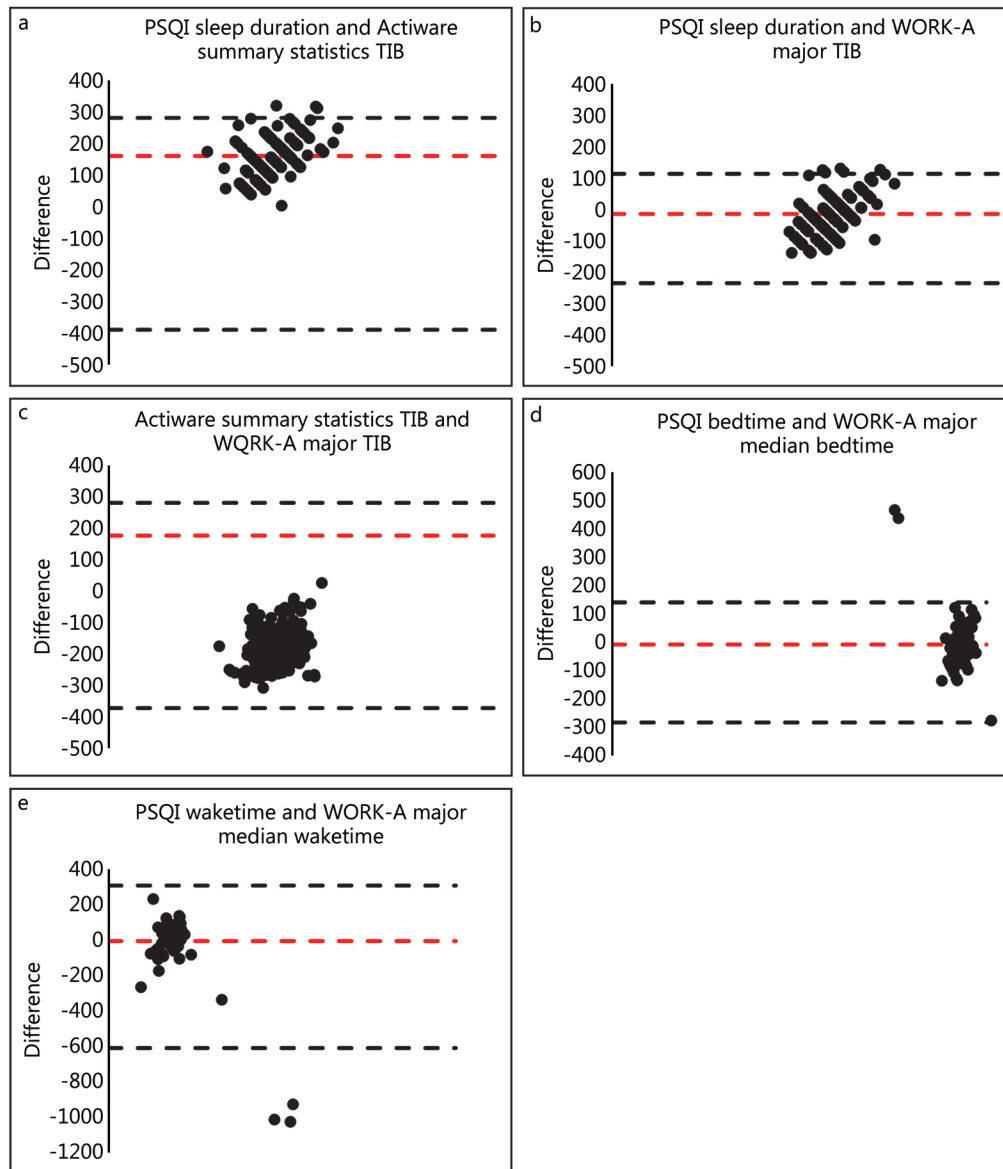 a
PSQI sleep duration and Actiware
summary statistics TIB
400
300
200
100
0
-100
-200
-300
-400
-500
Difference
b
PSQI sleep duration and WORK-A
major TIB
400
300
200
100
0
-100
-200
-300
-400
-500
Difference
c
Actiware summary statistics TIB and
WQRK-A major TIB
400
300
200
100
0
-100
-200
-300
-400
-500
Difference
d
PSQI bedtime and WORK-A major
median bedtime
600
500
400
300
200
100
0
-100
-200
-300
-400
Difference
e
PSQI waketime and WORK-A major
median waketime
400
200
0
-200
-400
-600
-800
-1000
-1200
Difference